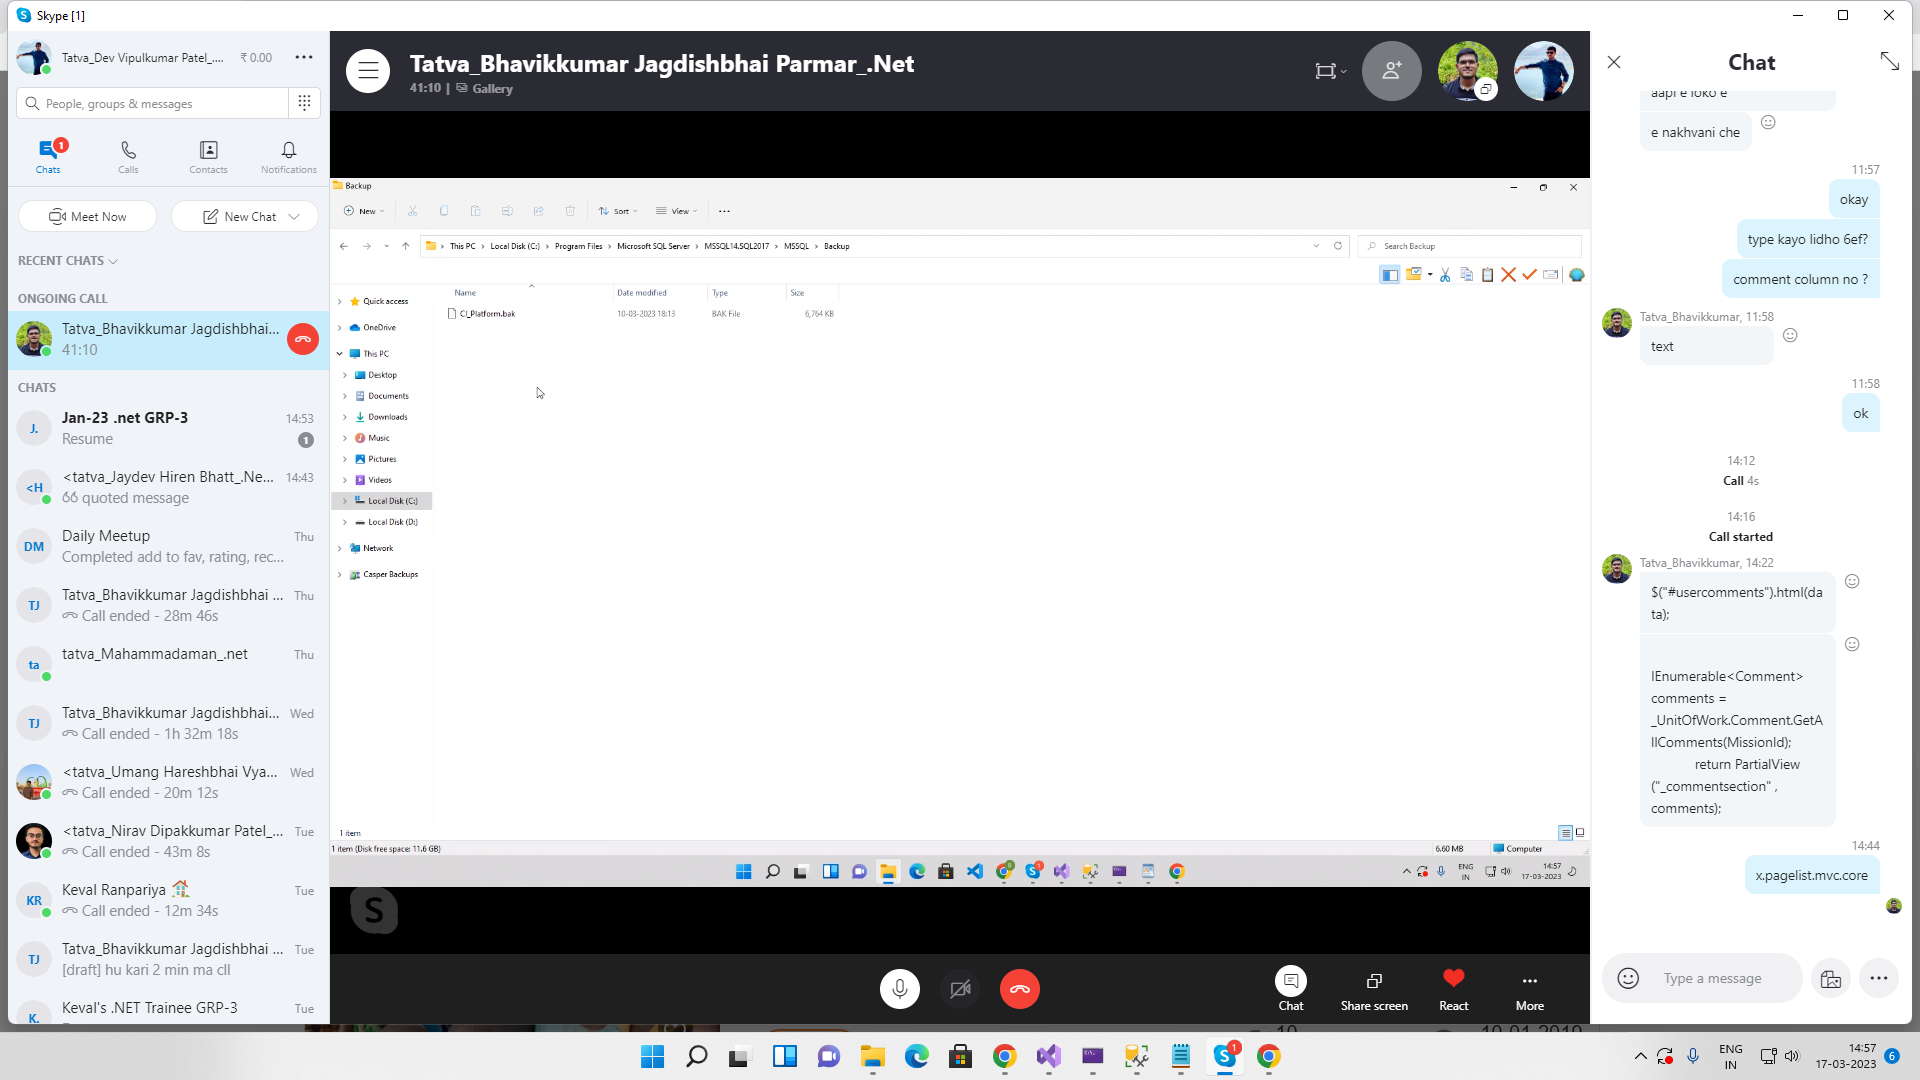 Skype [1]
Tatva_Dev Vipulkumar Patel_....
₹ 0.00
People, groups & messages
Chats
1
Calls
Contacts
Notifications
Meet Now
New Chat
RECENT CHATS
ONGOING CALL
Tatva_Bhavikkumar Jagdishbhai...
41:10
CHATS
J.
Jan-23 .net GRP-3
14:53
Resume
1
<H
<tatva_Jaydev Hiren Bhatt_.Ne...
14:43
66 quoted message
DM
Daily Meetup
Thu
Completed add to fav, rating, rec...
TJ
Tatva_Bhavikkumar Jagdishbhai ...
Thu
Call ended - 28m 46s
ta
tatva_Mahammadaman_.net
Thu
TJ
Tatva_Bhavikkumar Jagdishbhai...
Wed
Call ended - 1h 32m 18s
<tatva_Umang Hareshbhai Vya...
Wed
Call ended - 20m 12s
<tatva_Nirav Dipakkumar Patel_...
Tue
Call ended - 43m 8s
KR
Keval Ranpariya
Tue
Call ended - 12m 34s
TJ
Tatva_Bhavikkumar Jagdishbhai ...
Tue
[draft] hu kari 2 min ma cll
K.
Keval's .NET Trainee GRP-3
Tue
Tatva_Bhavikkumar Jagdishbhai Parmar_.Net
41:10 | Gallery
Backup
New
Sort
View
This PC > Local Disk (C:) > Program Files > Microsoft SQL Server > MSSQL14.SQL2017 > MSSQL > Backup
Search Backup
Name
Date modified
Type
Size
CI_Platform.bak
10-03-2023 18:13
BAK File
6,764 KB
Quick access
OneDrive
This PC
Desktop
Documents
Downloads
Music
Pictures
Videos
Local Disk (C:)
Local Disk (D:)
Network
Casper Backups
1 item
1 item (Disk free space: 11.6 GB)
6.60 MB
Computer
ENG
IN
14:57
17-03-2023
S
Chat
Share screen
React
More
Chat
aapi e loko e
e nakhvani che
11:57
okay
type kayo lidho 6ef?
comment column no ?
Tatva_Bhavikkumar, 11:58
text
11:58
ok
14:12
Call 4s
14:16
Call started
Tatva_Bhavikkumar, 14:22
$("#usercomments").html(da
ta);
IEnumerable<Comment>
comments =
_UnitOfWork.Comment.GetA
llComments(MissionId);
return PartialView
("_commentsection" ,
comments);
14:44
x.pagelist.mvc.core
Type a message
1
ENG
IN
14:57
17-03-2023
6